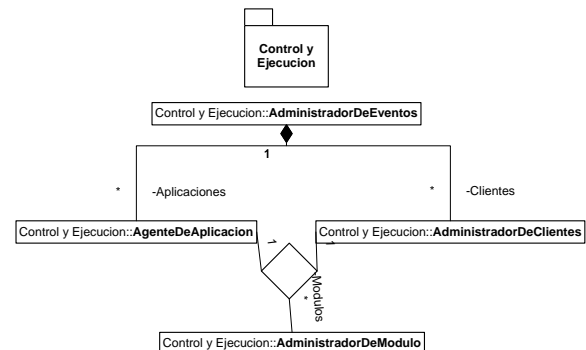 Control y
Ejecucion
Control y Ejecucion::AdministradorDeEventos
1
* -Aplicaciones
* -Clientes
Control y Ejecucion::AgenteDeAplicacion
Control y Ejecucion::AdministradorDeClientes
1
1
-Modulos
*
Control y Ejecucion::AdministradorDeModulo